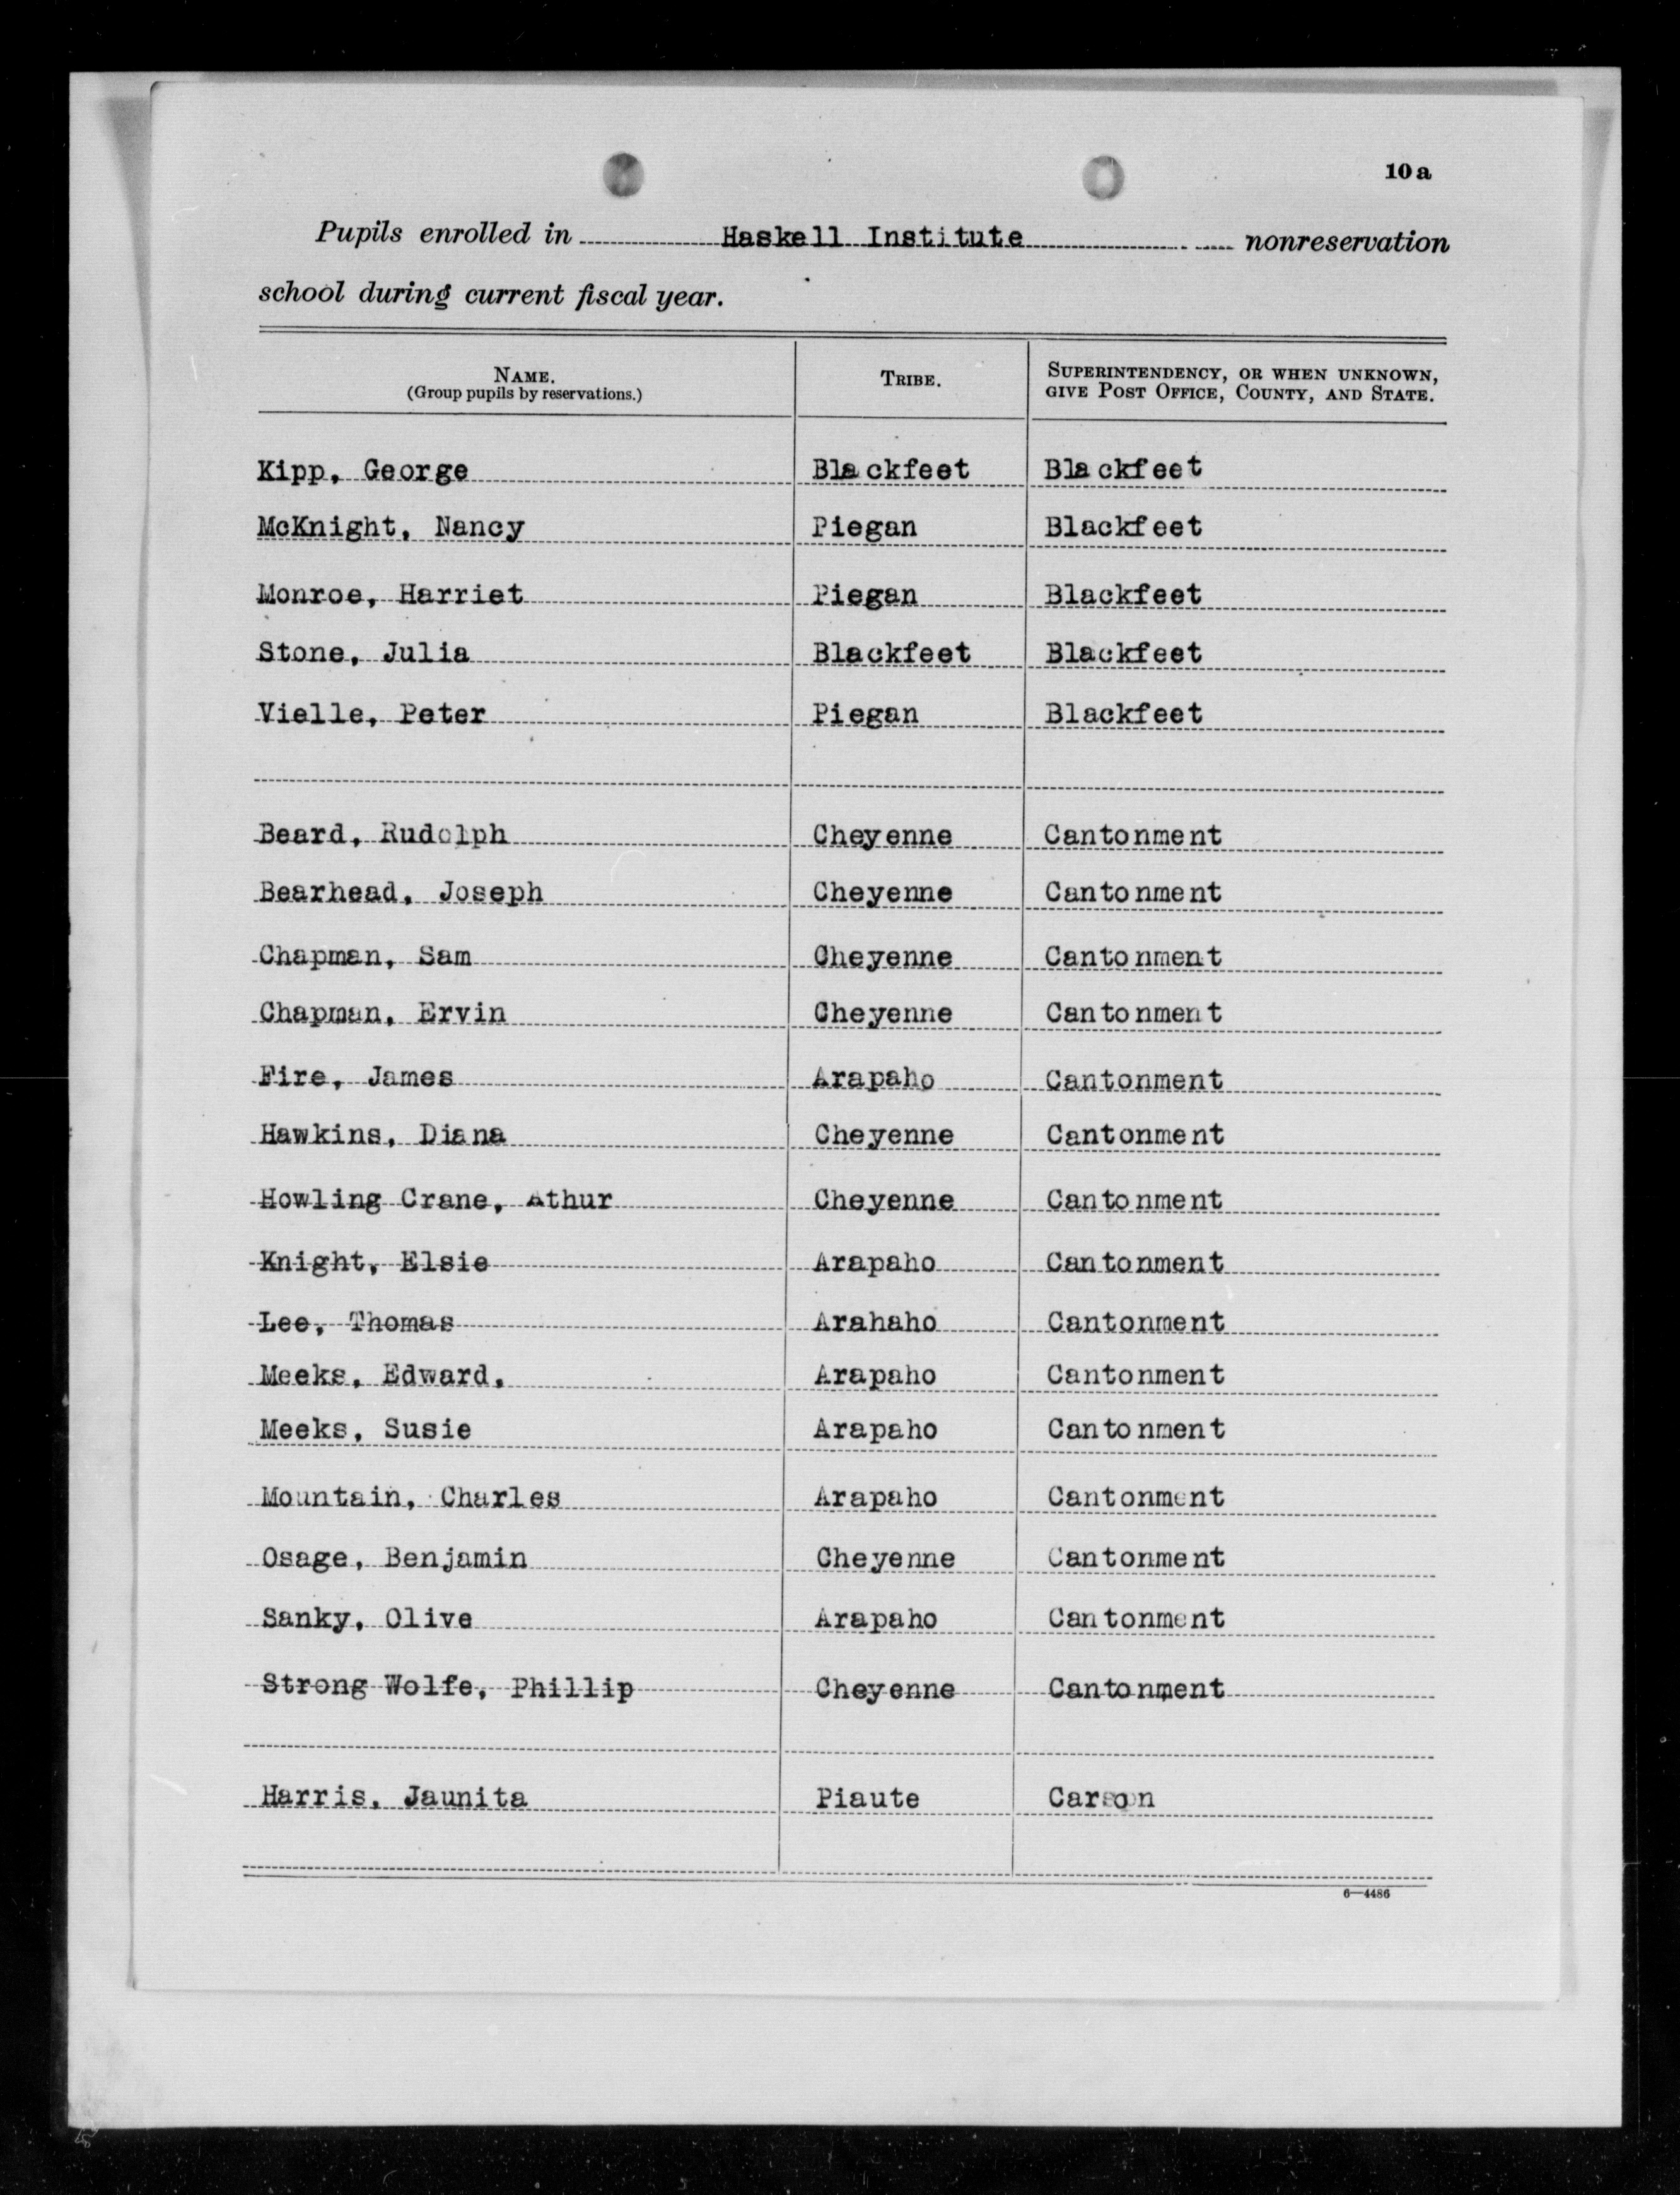 10a
Pupils enrolled in Haskell Institute nonreservation
school during current fiscal year.
NAME. TRIBE. SUPERINTENDENCY, OR WHEN UNKNOWN,
(Group pupils by reservations.) GIVE POST OFFICE, COUNTY, AND STATE.
Kipp, George Blackfeet Blackfeet
McKnight, Nancy Piegan Blackfeet
Monroe, Harriet Piegan Blackfeet
Stone, Julia Blackfeet Blackfeet
Vielle, Peter Piegan Blackfeet
Beard, Rudolph Cheyenne Cantonment
Bearhead, Joseph Cheyenne Cantonment
Chapman, Sam Cheyenne Cantonment
Chapman, Ervin Cheyenne Cantonment
Fire, James Arapaho Cantonment
Hawkins, Diana Cheyenne Cantonment
Howling Crane, Athur Cheyenne Cantonment
Knight, Elsie Arapaho Cantonment
Lee, Thomas Arahaho Cantonment
Meeks, Edward, Arapaho Cantonment
Meeks, Susie Arapaho Cantonment
Mountain, Charles Arapaho Cantonment
Osage, Benjamin Cheyenne Cantonment
Sanky, Olive Arapaho Cantonment
Strong Wolfe, Phillip Cheyenne Cantonment
Harris, Jaunita Piaute Carson
6—4486